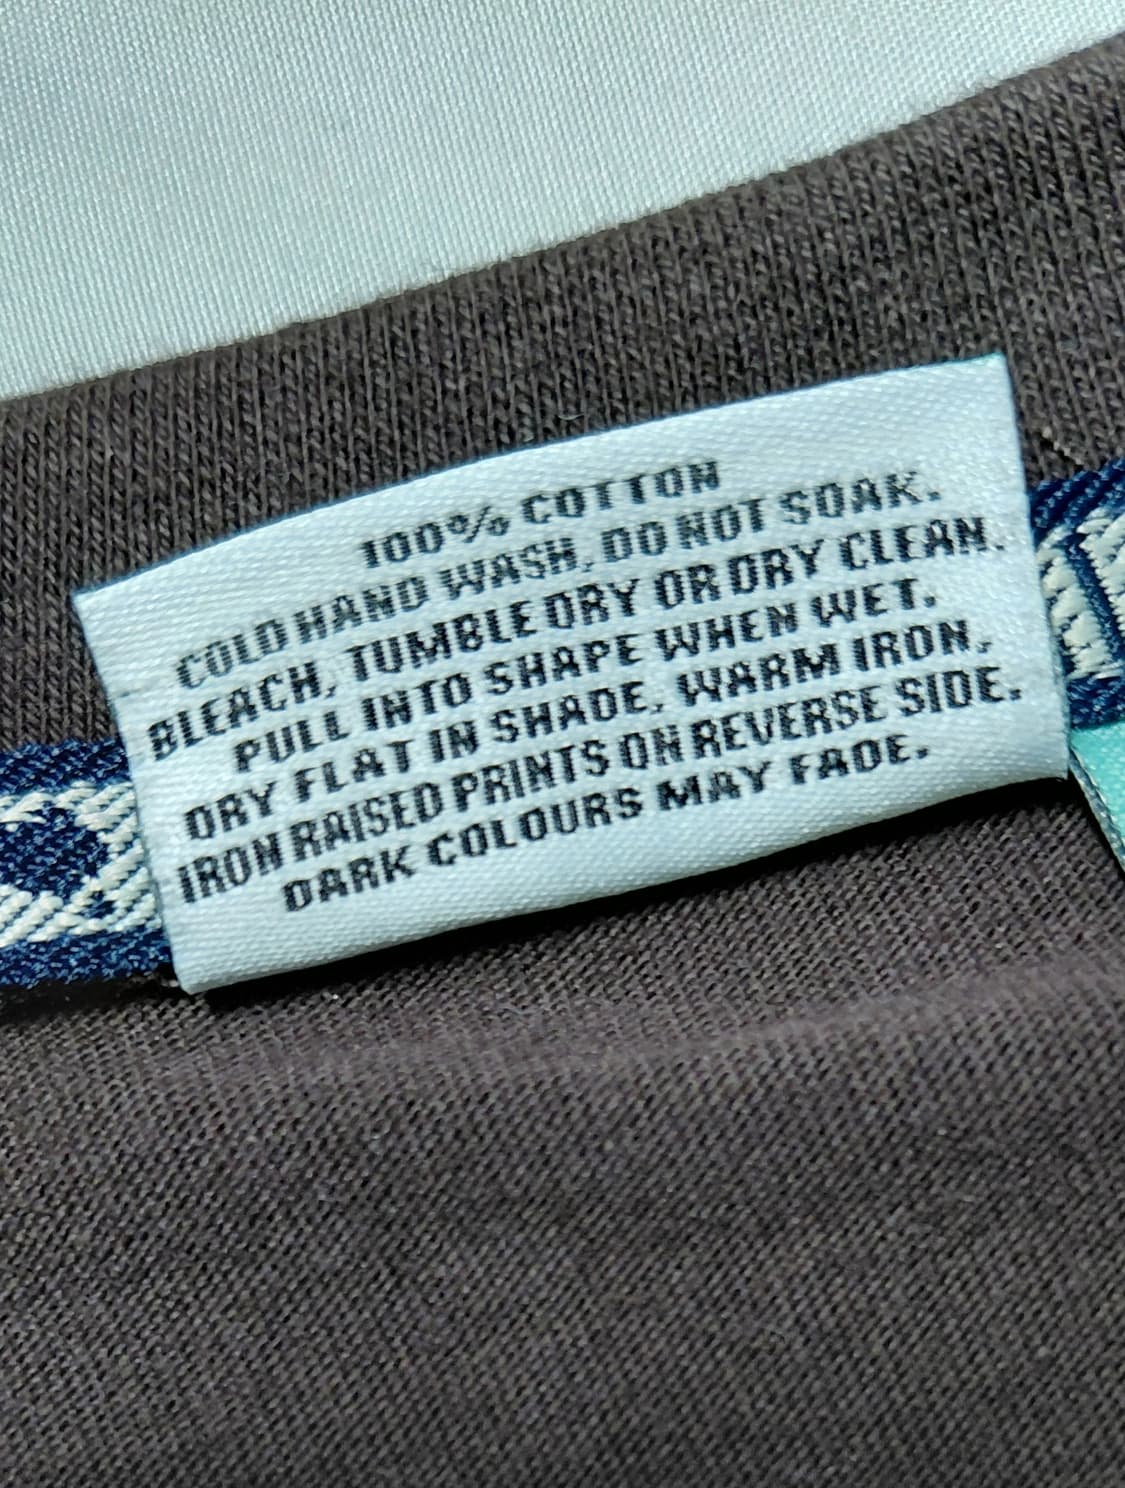 100% COTTON
COLD HAND WASH, DO NOT SOAK.
BLEACH, TUMBLE DRY OR DRY CLEAN.
PULL INTO SHAPE WHEN WET.
DRY FLAT IN SHADE. WARM IRON.
IRON RAISED PRINTS ON REVERSE SIDE.
DARK COLOURS MAY FADE.